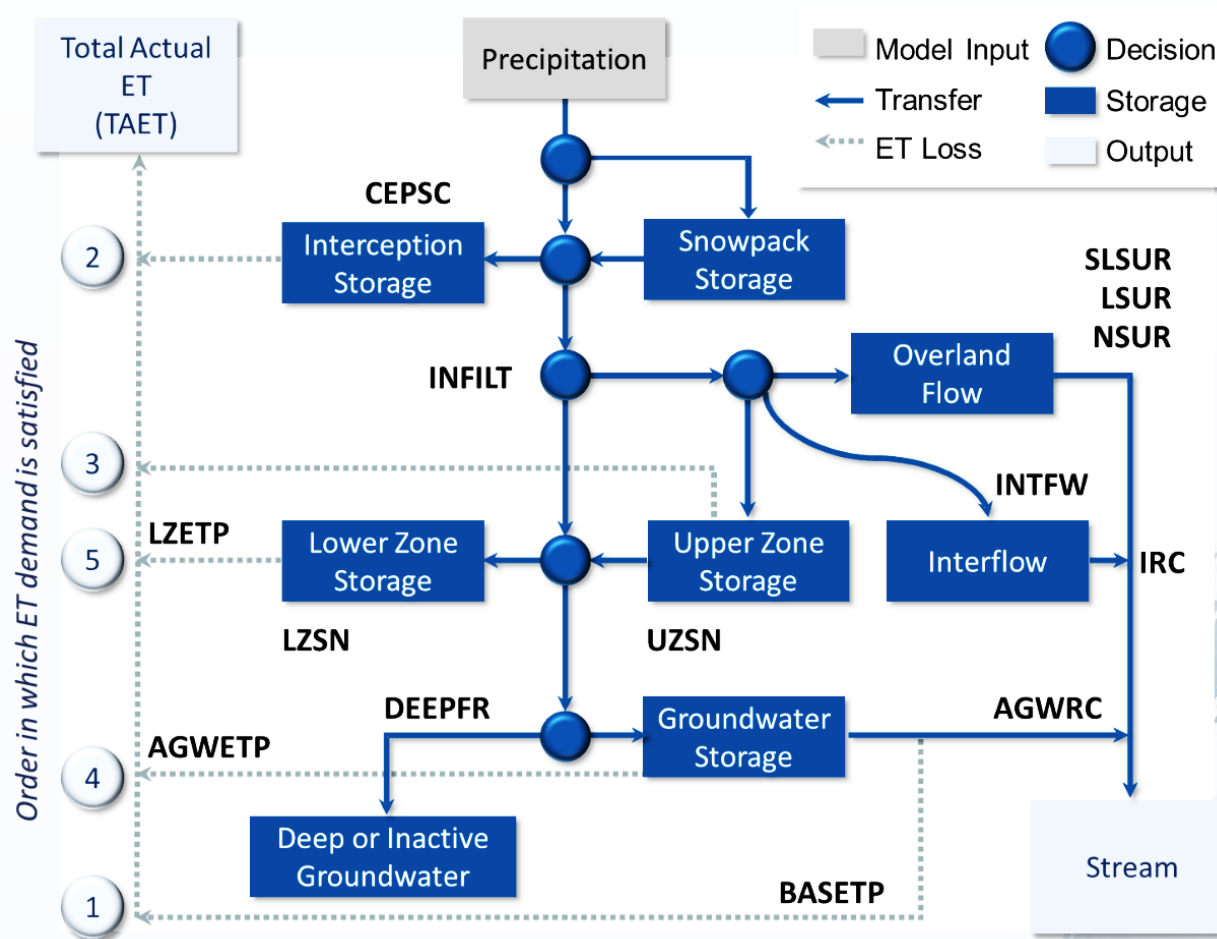 Total Actual
ET
(TAET)
Precipitation
Model Input
Decision
Transfer
Storage
ET Loss
Output
CEPSC
2
Interception
Storage
Snowpack
Storage
SLSUR
LSUR
NSUR
Order in which ET demand is satisfied
INFILT
Overland
Flow
3
INTFW
LZETP
5
Lower Zone
Storage
Upper Zone
Storage
Interflow
IRC
LZSN
UZSN
DEEPFR
Groundwater
Storage
AGWRC
AGWETP
4
Deep or Inactive
Groundwater
Stream
BASETP
1